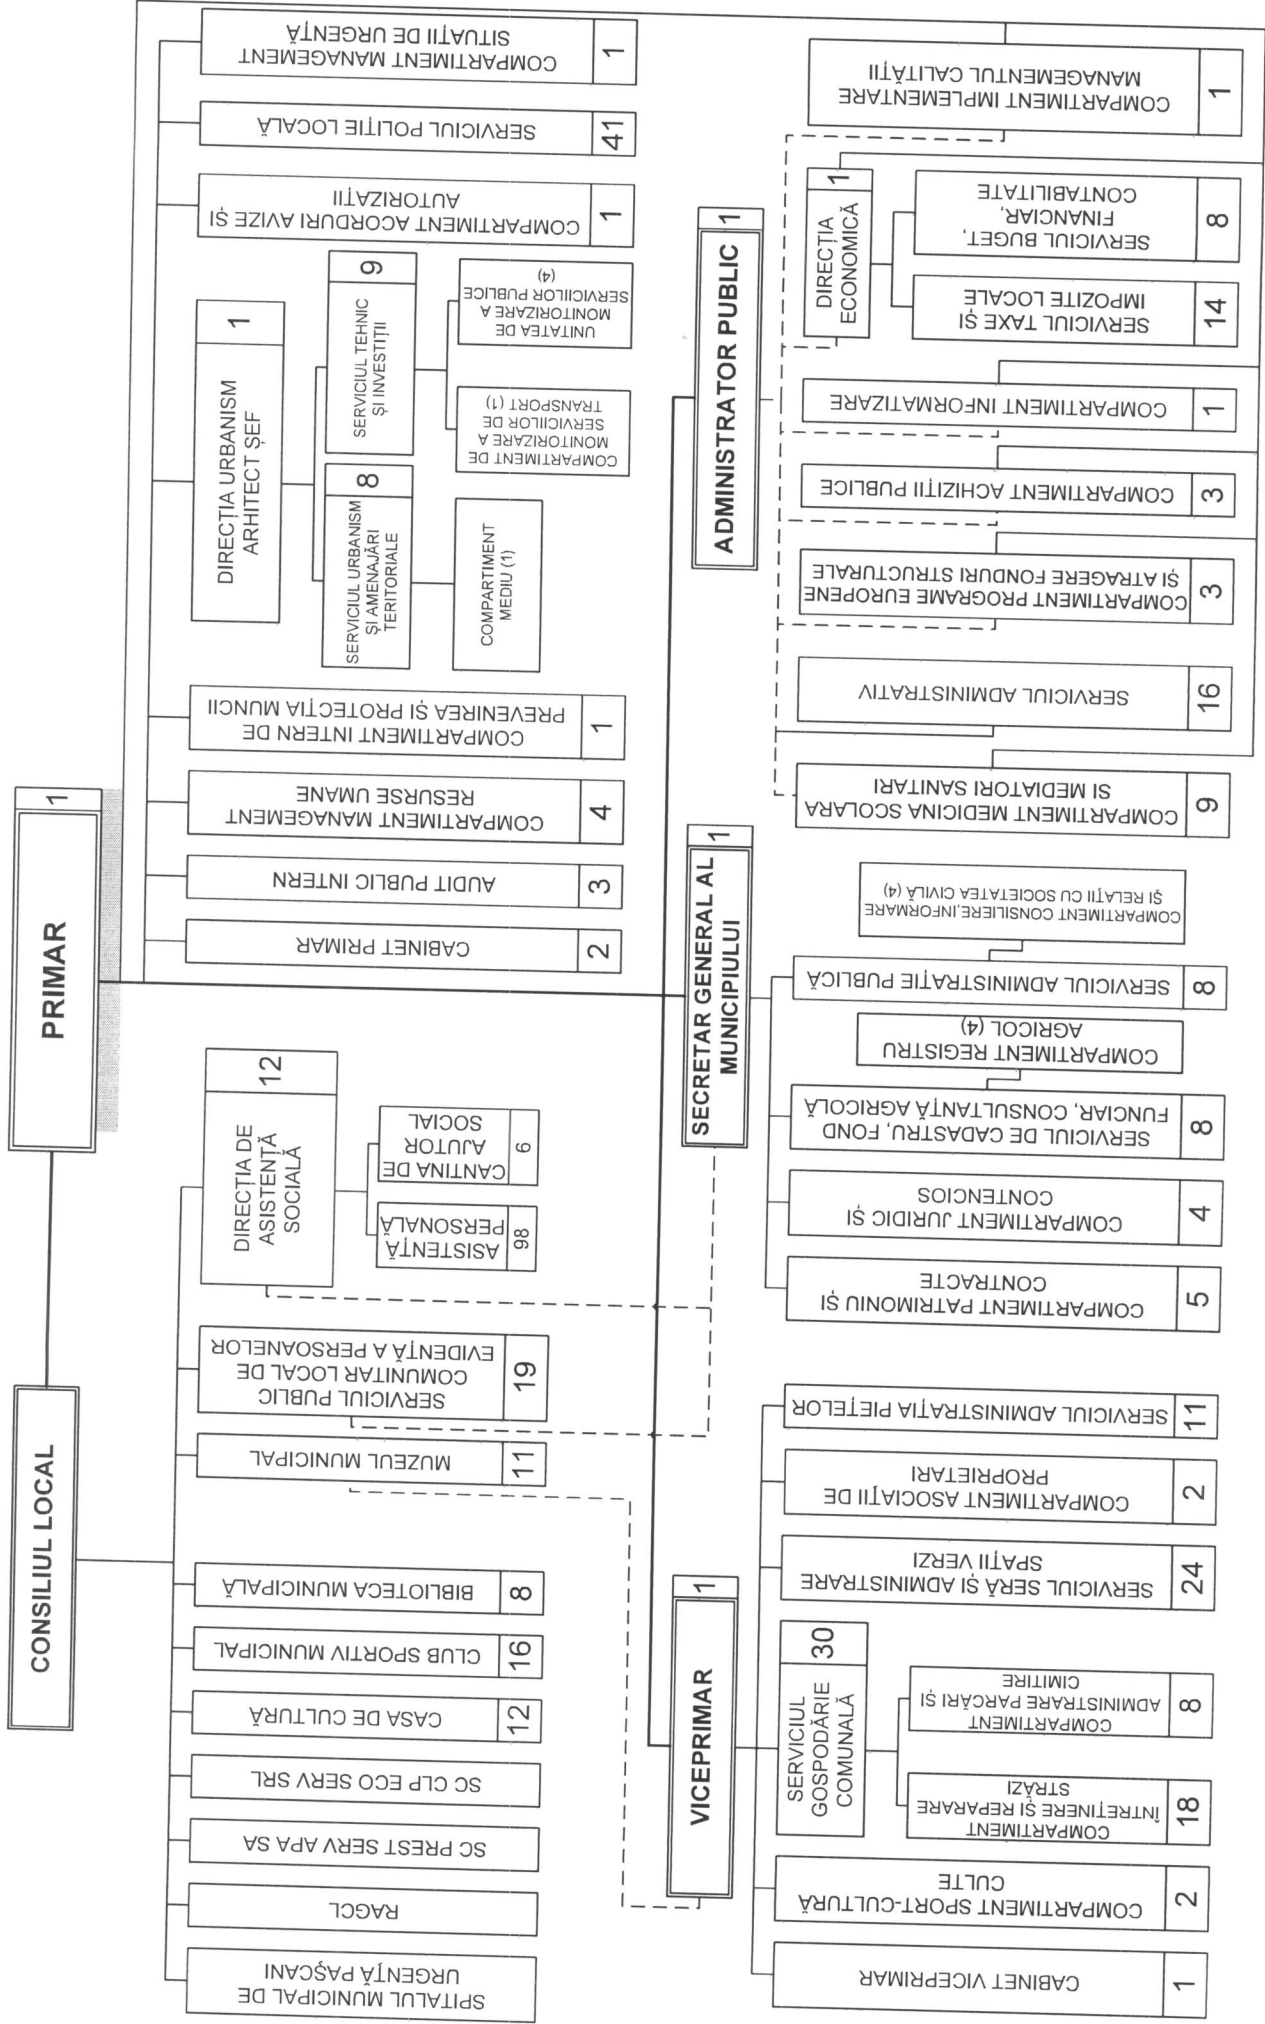 CONSILIUL LOCAL
PRIMAR
1
SPITALUL MUNICIPAL DE
URGENȚĂ PAȘCANI
RAGCL
SC PREST SERV APA SA
SC CLP ECO SERV SRL
CASA DE CULTURĂ
12
CLUB SPORTIV MUNICIPAL
16
BIBLIOTECA MUNICIPALĂ
8
MUZEUL MUNICIPAL
11
SERVICIUL PUBLIC
COMUNITAR LOCAL DE
EVIDENȚĂ A PERSOANELOR
19
DIRECȚIA DE
ASISTENȚĂ
SOCIALĂ
12
ASISTENȚĂ
PERSONALĂ
98
CANTINA DE
AJUTOR
SOCIAL
6
CABINET PRIMAR
2
AUDIT PUBLIC INTERN
3
COMPARTIMENT MANAGEMENT
RESURSE UMANE
4
COMPARTIMENT INTERN DE
PREVENIREA ȘI PROTECȚIA MUNCII
1
DIRECȚIA URBANISM
ARHITECT ȘEF
1
SERVICIUL URBANISM
ȘI AMENAJĂRI
TERITORIALE
8
COMPARTIMENT
MEDIU (1)
SERVICIUL TEHNIC
ȘI INVESTIȚII
9
COMPARTIMENT DE
MONITORIZARE A
SERVICIILOR DE
TRANSPORT (1)
UNITATEA DE
MONITORIZARE A
SERVICIILOR PUBLICE
(4)
COMPARTIMENT ACORDURI AVIZE ȘI
AUTORIZAȚII
1
SERVICIUL POLIȚIE LOCALĂ
41
COMPARTIMENT MANAGEMENT
SITUAȚII DE URGENȚĂ
1
VICEPRIMAR
1
SECRETAR GENERAL AL
MUNICIPIULUI
1
ADMINISTRATOR PUBLIC
1
CABINET VICEPRIMAR
1
COMPARTIMENT SPORT-CULTURĂ
CULTE
2
SERVICIUL
GOSPODĂRIE
COMUNALĂ
30
COMPARTIMENT
ÎNTREȚINERE ȘI REPARARE
STRĂZI
18
COMPARTIMENT
ADMINISTRARE PARCĂRI ȘI
CIMITIRE
8
SERVICIUL SERĂ ȘI ADMINISTRARE
SPAȚII VERZI
24
COMPARTIMENT ASOCIAȚII DE
PROPRIETARI
2
SERVICIUL ADMINISTRAȚIA PIEȚELOR
11
COMPARTIMENT PATRIMONIU ȘI
CONTRACTE
5
COMPARTIMENT JURIDIC ȘI
CONTENCIOS
4
SERVICIUL DE CADASTRU, FOND
FUNCIAR, CONSULTANȚĂ AGRICOLĂ
8
COMPARTIMENT REGISTRU
AGRICOL (4)
SERVICIUL ADMINISTRAȚIE PUBLICĂ
8
COMPARTIMENT CONSILIERE,INFORMARE
ȘI RELAȚII CU SOCIETATEA CIVILĂ (4)
COMPARTIMENT MEDICINA SCOLARA
SI MEDIATORI SANITARI
9
SERVICIUL ADMINISTRATIV
16
COMPARTIMENT PROGRAME EUROPENE
ȘI ATRAGERE FONDURI STRUCTURALE
3
COMPARTIMENT ACHIZIȚII PUBLICE
3
COMPARTIMENT INFORMATIZARE
1
DIRECȚIA
ECONOMICĂ
1
SERVICIUL TAXE ȘI
IMPOZITE LOCALE
14
SERVICIUL BUGET,
FINANCIAR,
CONTABILITATE
8
COMPARTIMENT IMPLEMENTARE
MANAGEMENTUL CALITĂȚII
1